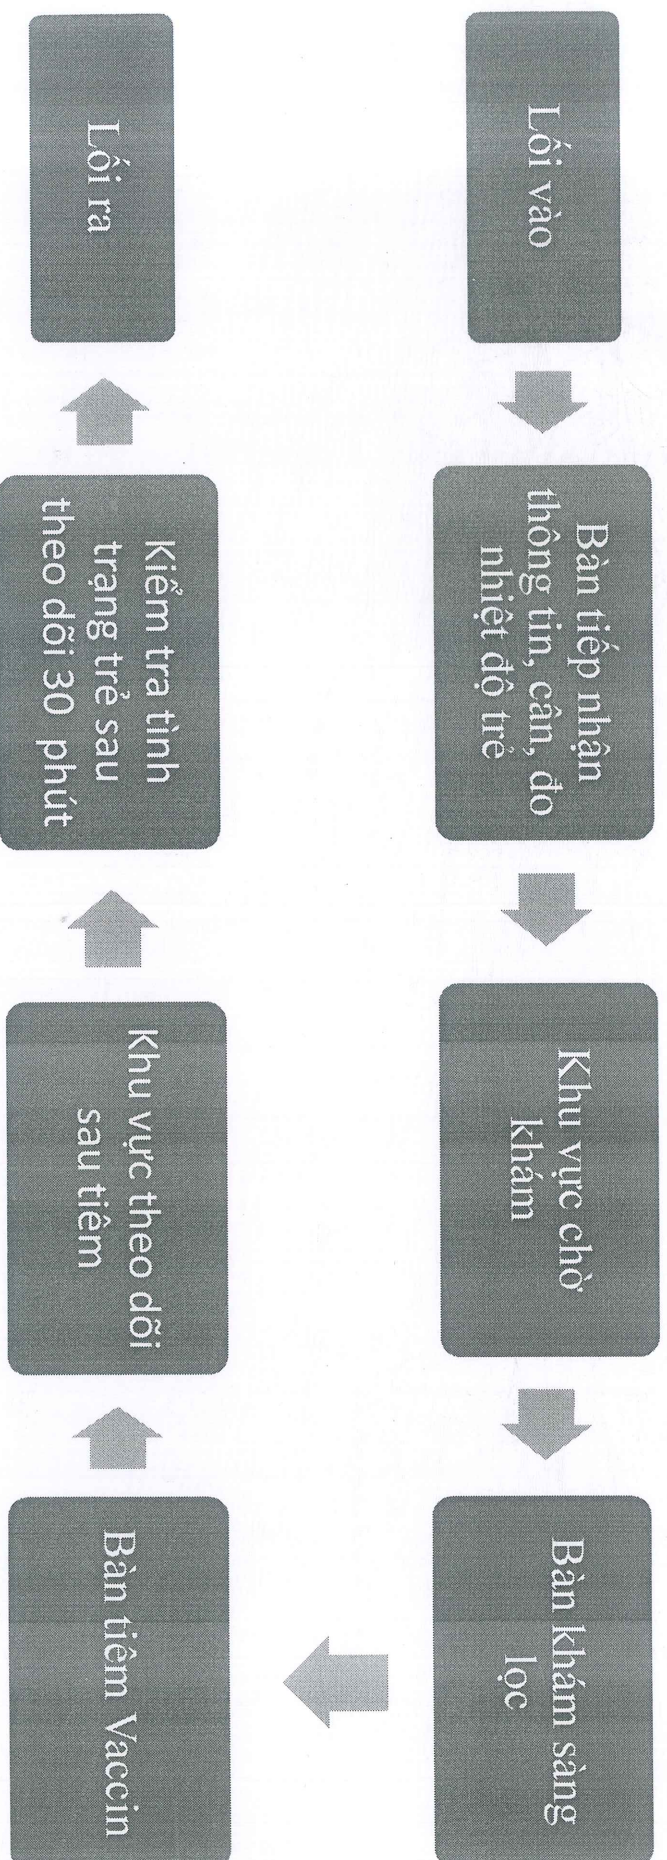 Lối vào
Bàn tiếp nhận
thông tin, cân, đo
nhiệt độ trẻ
Khu vực chờ
khám
Bàn khám sàng
lọc
Bàn tiêm Vaccin
Khu vực theo dõi
sau tiêm
Kiểm tra tình
trạng trẻ sau
theo dõi 30 phút
Lối ra